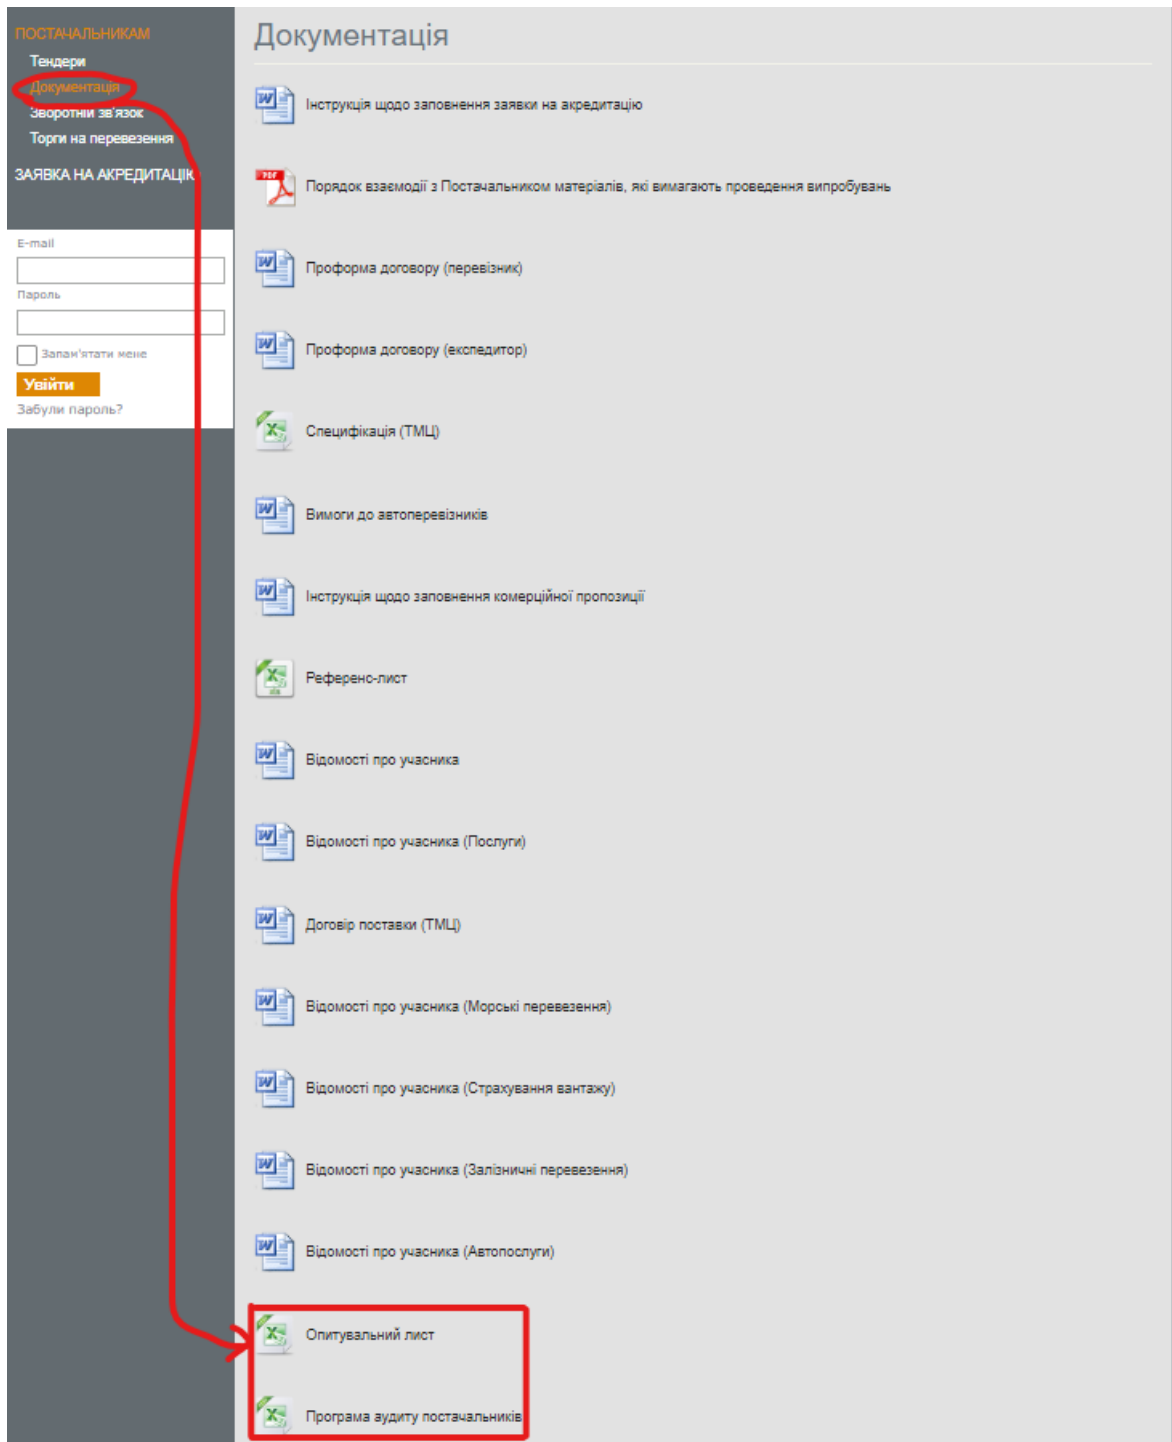 ПОСТАЧАЛЬНИКАМ
Тендери
Документація
Зворотній зв'язок
Торги на перевезення
ЗАЯВКА НА АКРЕДИТАЦІЮ
E-mail
Пароль
Запам'ятати мене
Увійти
Забули пароль?
Документація
Інструкція щодо заповнення заявки на акредитацію
Порядок взаємодії з Постачальником матеріалів, які вимагають проведення випробувань
Проформа договору (перевізник)
Проформа договору (експедитор)
Специфікація (ТМЦ)
Вимоги до автоперевізників
Інструкція щодо заповнення комерційної пропозиції
Референс-лист
Відомості про учасника
Відомості про учасника (Послуги)
Договір поставки (ТМЦ)
Відомості про учасника (Морські перевезення)
Відомості про учасника (Страхування вантажу)
Відомості про учасника (Залізничні перевезення)
Відомості про учасника (Автопослуги)
Опитувальний лист
Програма аудиту постачальників